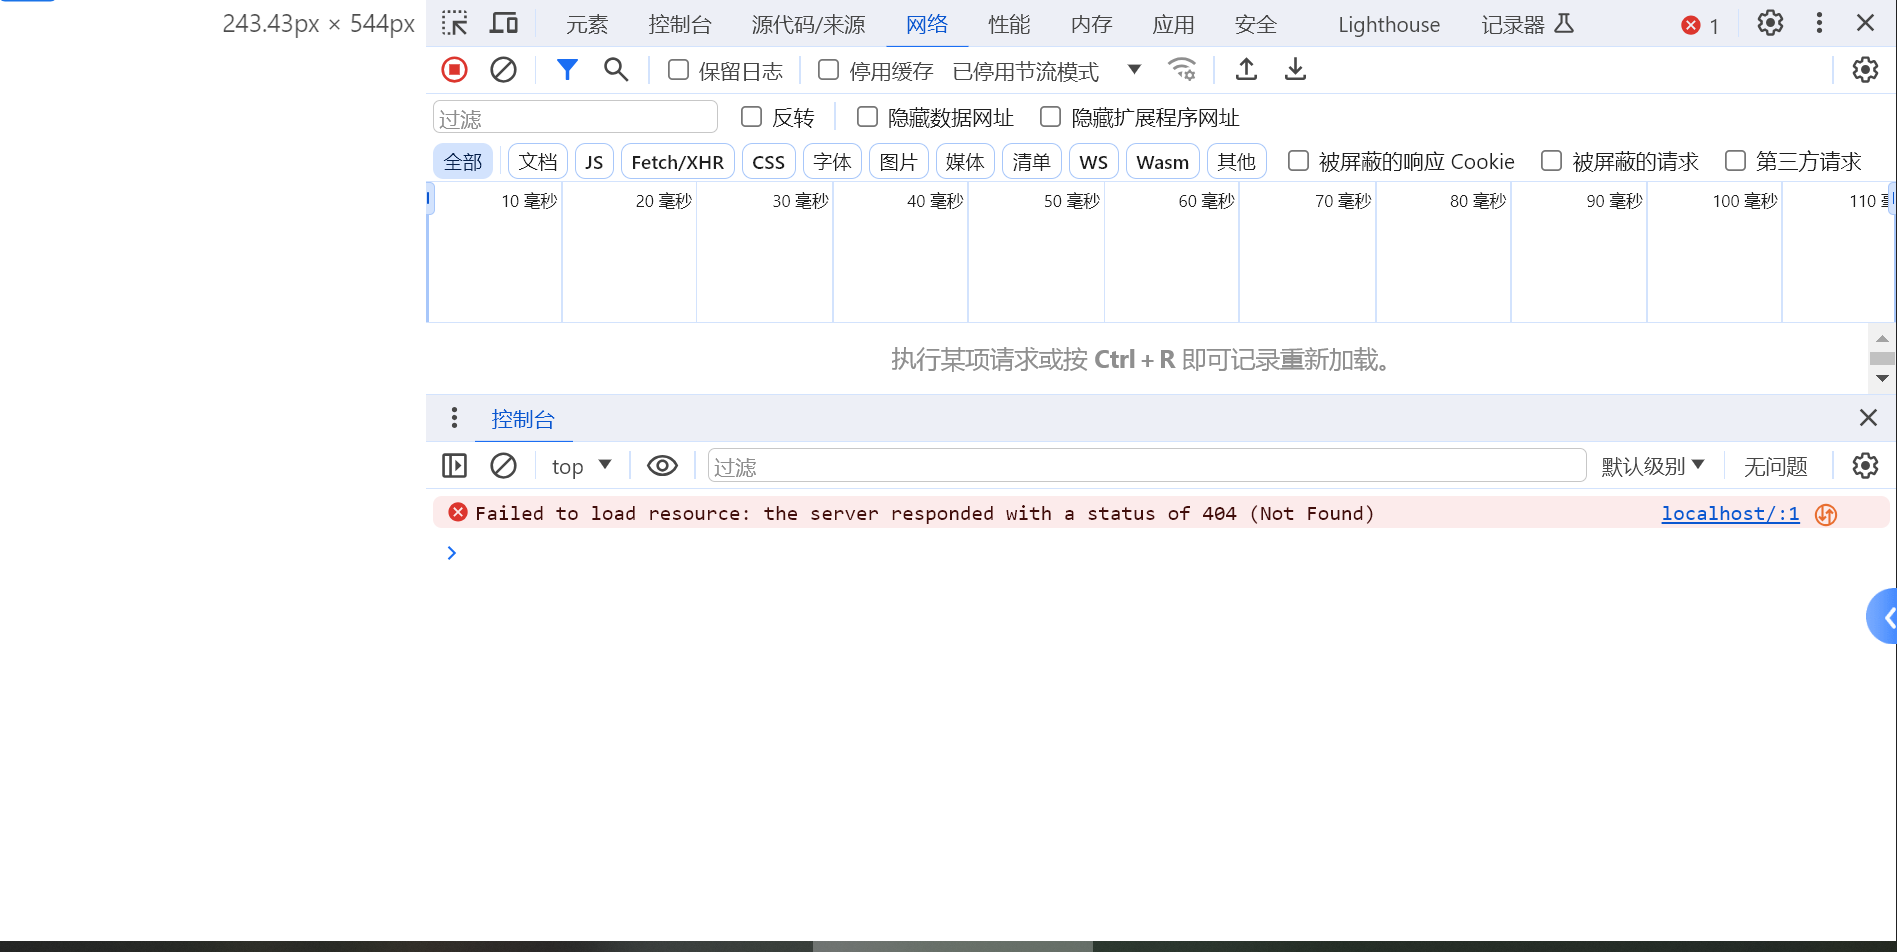 243.43px × 544px
元素 控制台 源代码/来源 网络 性能 内存 应用 安全 Lighthouse 记录器 1
保留日志 停用缓存 已停用节流模式
过滤 反转 隐藏数据网址 隐藏扩展程序网址
全部 文档 JS Fetch/XHR CSS 字体 图片 媒体 清单 WS Wasm 其他 被屏蔽的响应 Cookie 被屏蔽的请求 第三方请求
10 毫秒 20 毫秒 30 毫秒 40 毫秒 50 毫秒 60 毫秒 70 毫秒 80 毫秒 90 毫秒 100 毫秒 110
执行某项请求或按 Ctrl + R 即可记录重新加载。
控制台
top 过滤 默认级别 无问题
Failed to load resource: the server responded with a status of 404 (Not Found) localhost/:1